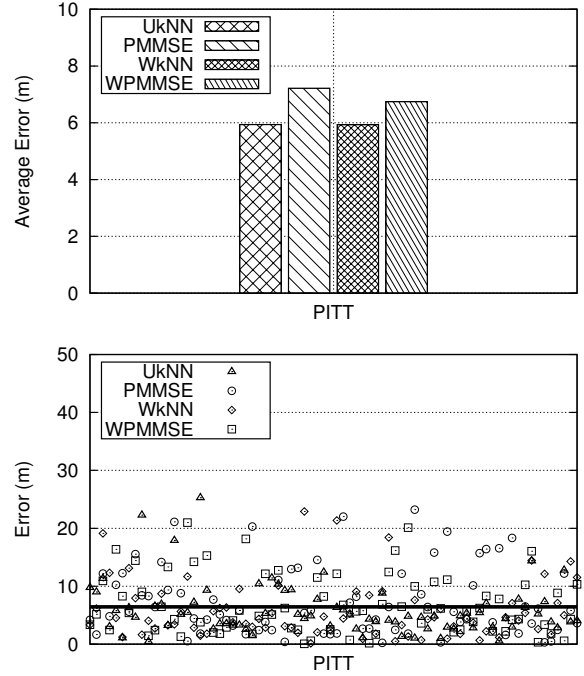 Average Error (m)
10
8
6
4
2
0
UkNN
PMMSE
WkNN
WPMMSE
PITT
Error (m)
50
40
30
20
10
0
UkNN
PMMSE
WkNN
WPMMSE
PITT